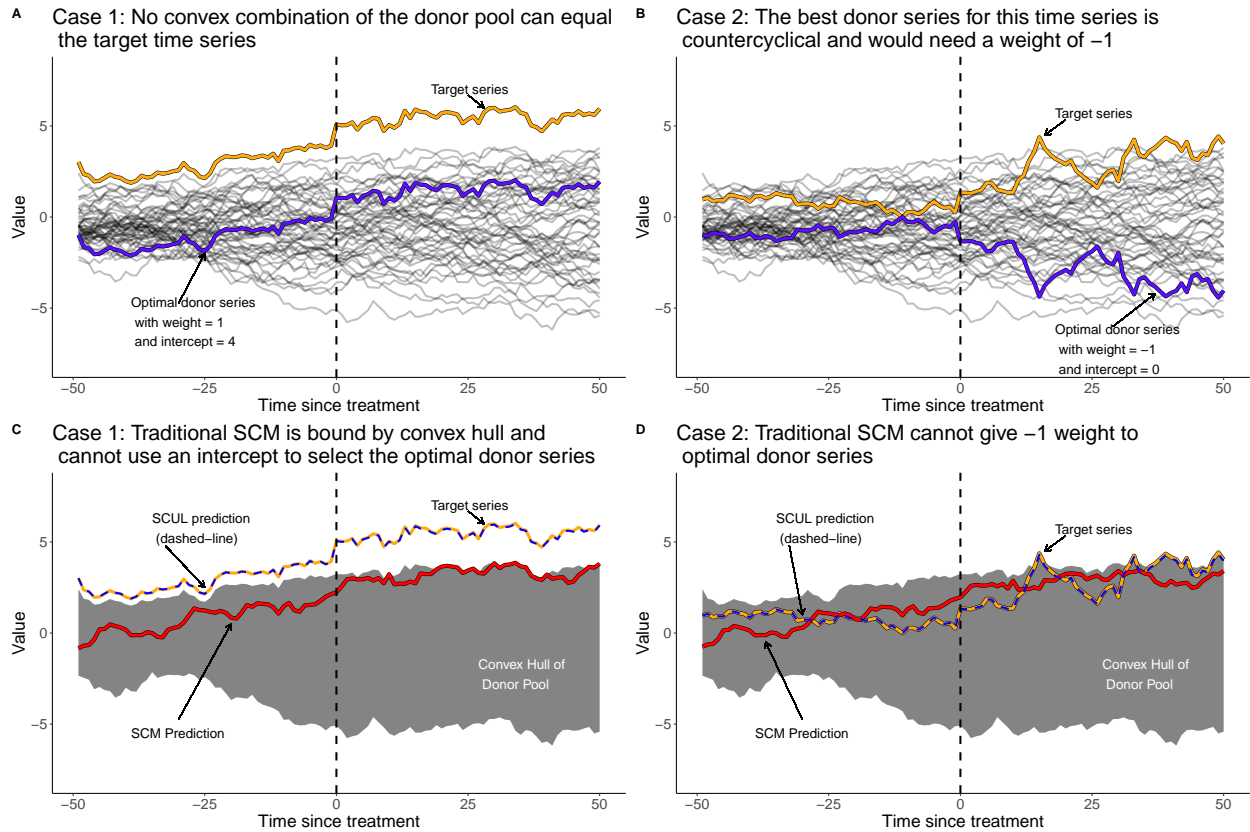 A
Case 1: No convex combination of the donor pool can equal
the target time series
Value
5
0
−5
Target series
Optimal donor series
with weight = 1
and intercept = 4
−50
−25
0
25
50
Time since treatment
B
Case 2: The best donor series for this time series is
countercyclical and would need a weight of −1
Value
5
0
−5
Target series
Optimal donor series
with weight = −1
and intercept = 0
−50
−25
0
25
50
Time since treatment
C
Case 1: Traditional SCM is bound by convex hull and
cannot use an intercept to select the optimal donor series
Value
5
0
−5
SCUL prediction
(dashed−line)
Target series
Convex Hull of
Donor Pool
SCM Prediction
−50
−25
0
25
50
Time since treatment
D
Case 2: Traditional SCM cannot give −1 weight to
optimal donor series
Value
5
0
−5
SCUL prediction
(dashed−line)
Target series
Convex Hull of
Donor Pool
SCM Prediction
−50
−25
0
25
50
Time since treatment